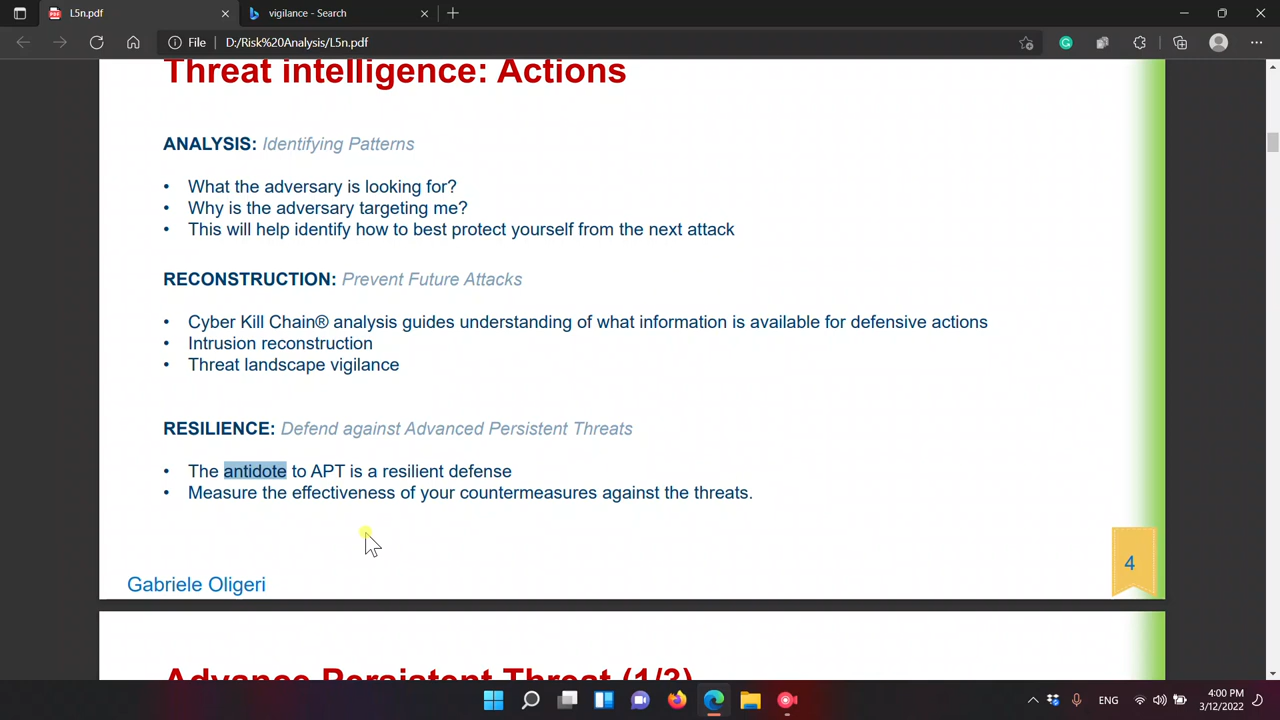 L5n.pdf
vigilance - Search
File
D:/Risk%20Analysis/L5n.pdf
Threat intelligence: Actions
ANALYSIS: Identifying Patterns
• What the adversary is looking for?
• Why is the adversary targeting me?
• This will help identify how to best protect yourself from the next attack
RECONSTRUCTION: Prevent Future Attacks
• Cyber Kill Chain® analysis guides understanding of what information is available for defensive actions
• Intrusion reconstruction
• Threat landscape vigilance
RESILIENCE: Defend against Advanced Persistent Threats
• The antidote to APT is a resilient defense
• Measure the effectiveness of your countermeasures against the threats.
4
Gabriele Oligeri
Advance Persistent Threat (1/3)
ENG
4:00 PM
3/12/2022